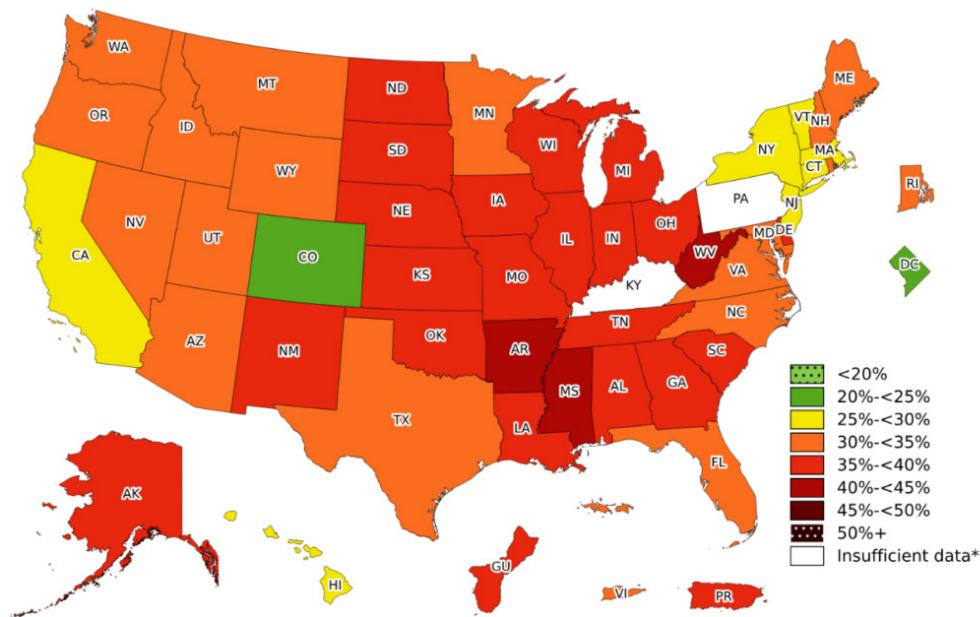 WA
MT
ND
MN
ME
OR
ID
VT
NH
WI
SD
NY
MA
MI
WY
CT
RI
IA
PA
NJ
NE
NV
OH
MD
DE
UT
IL
IN
DC
CA
CO
WV
VA
KS
MO
KY
NC
TN
AZ
OK
NM
AR
SC
MS
AL
GA
TX
LA
FL
AK
GU
HI
VI
PR
<20%
20%-<25%
25%-<30%
30%-<35%
35%-<40%
40%-<45%
45%-<50%
50%+
Insufficient data*